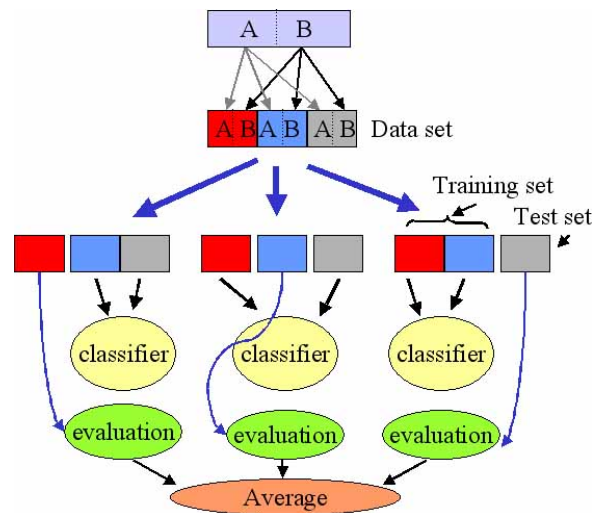 A B
A B A B A B Data set
Training set
Test set
classifier classifier classifier
evaluation evaluation evaluation
Average